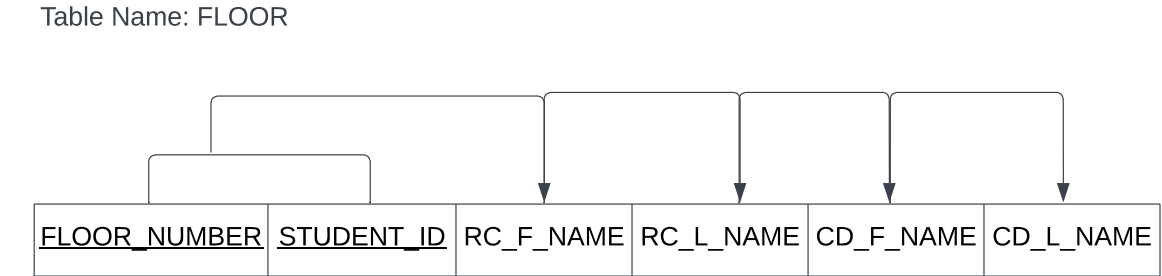 Table Name: FLOOR
FLOOR_NUMBER STUDENT_ID RC_F_NAME RC_L_NAME CD_F_NAME CD_L_NAME